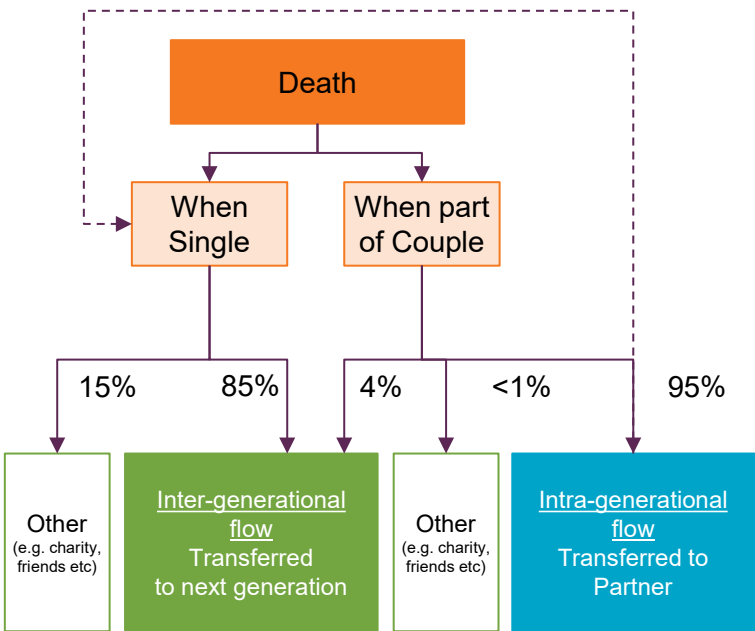 Death
When
Single
When part
of Couple
15%
85%
4%
<1%
95%
Other
(e.g. charity,
friends etc)
Inter-generational
flow
Transferred
to next generation
Other
(e.g. charity,
friends etc)
Intra-generational
flow
Transferred to
Partner